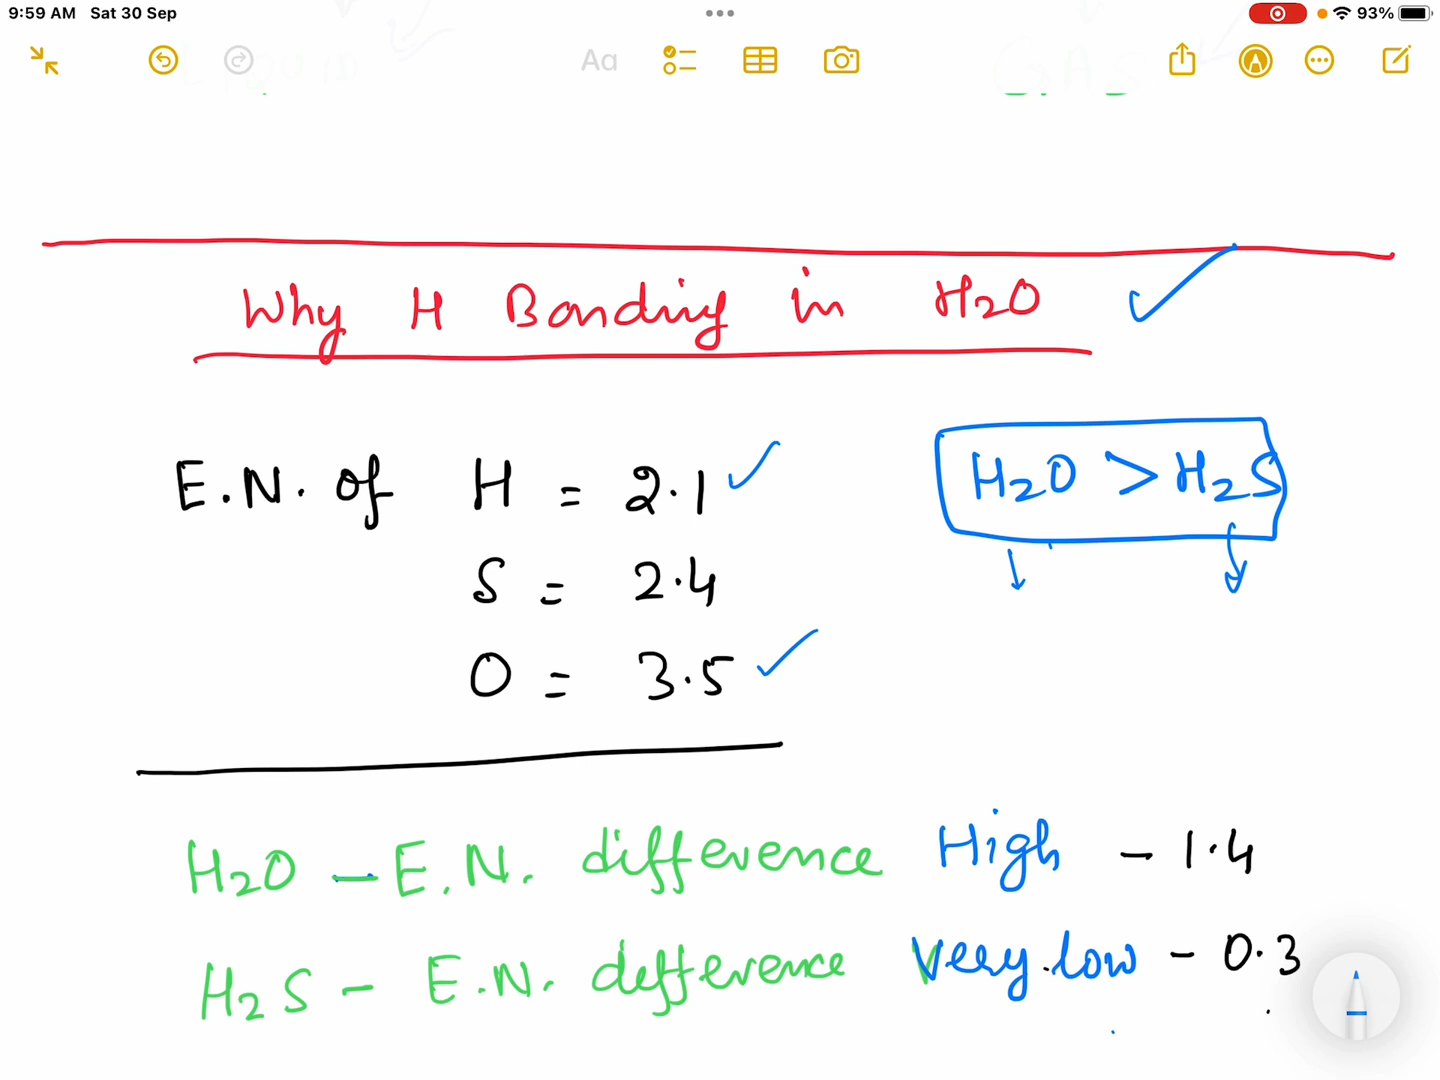 9:59 AM Sat 30 Sep
93%
Aa
Why H Bonding in H2O
E.N. of H = 2.1
H2O > H2S
S = 2.4
O = 3.5
H2O - E.N. difference High - 1.4
H2S - E.N. difference Very low - 0.3